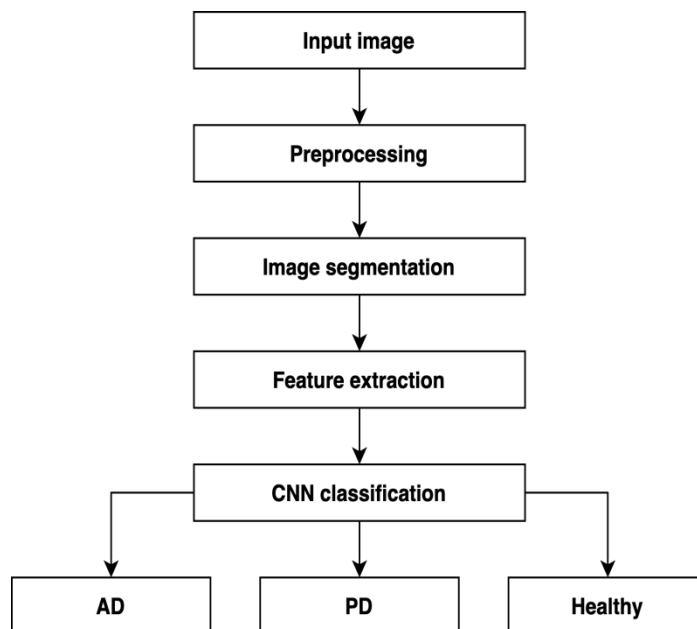 Input image
Preprocessing
Image segmentation
Feature extraction
CNN classification
AD
PD
Healthy